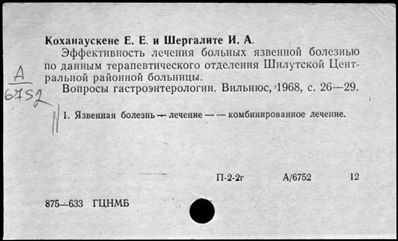 Коханаускене Е. Е. и Шергалите И. А.
Эффективность лечения больных язвенной болезнью
по данным терапевтического отделения Шилутской Цент-
ральной районной больницы.
Вопросы гастроэнтерологии. Вильнюс, 1968, с. 26—29.
А
6752
1. Язвенная болезнь — лечение — — комбинированное лечение.
П-2-2г А/6752 12
875—633 ГЦНМБ